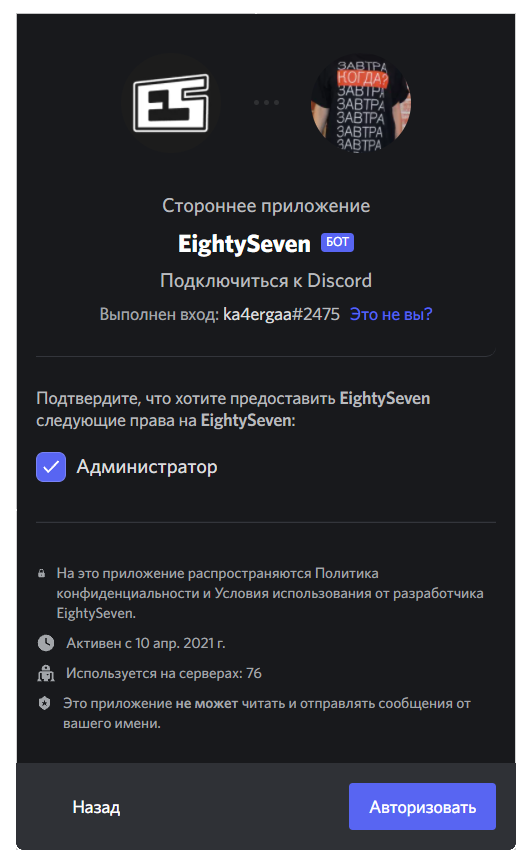 ES
ЗАВТРА
КОГДА?
ЗАВТРА
ЗАВТРА
ЗАВТРА
ЗАВТРА
ЗАВТРА
Стороннее приложение
EightySeven БОТ
Подключиться к Discord
Выполнен вход: ka4ergaa#2475 Это не вы?
Подтвердите, что хотите предоставить EightySeven
следующие права на EightySeven:
Администратор
На это приложение распространяются Политика
конфиденциальности и Условия использования от разработчика
EightySeven.
Активен с 10 апр. 2021 г.
Используется на серверах: 76
Это приложение не может читать и отправлять сообщения от
вашего имени.
Назад Авторизовать